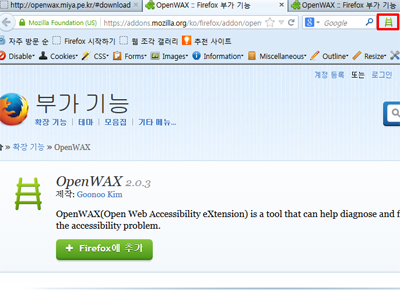 http://openwax.miya.pe.kr/#download
OpenWAX :: Firefox 부가 기능
OpenWAX :: Firefox 부가 기능
Mozilla Foundation (US)
https://addons.mozilla.org/ko/firefox/addon/open
Google
자주 방문 순
Firefox 시작하기
웹 조각 갤러리
추천 사이트
Disable
Cookies
CSS
Forms
Images
Information
Miscellaneous
Outline
계정 등록 또는 로그인
부가 기능
확장 기능 | 테마 | 모음집 | 기타 메뉴...
» 확장 기능 » OpenWAX
OpenWAX 2.0.3
제작: Goonoo Kim
OpenWAX(Open Web Accessibility eXtension) is a tool that can help diagnose and f
the accessibility problem.
+ Firefox에 추가